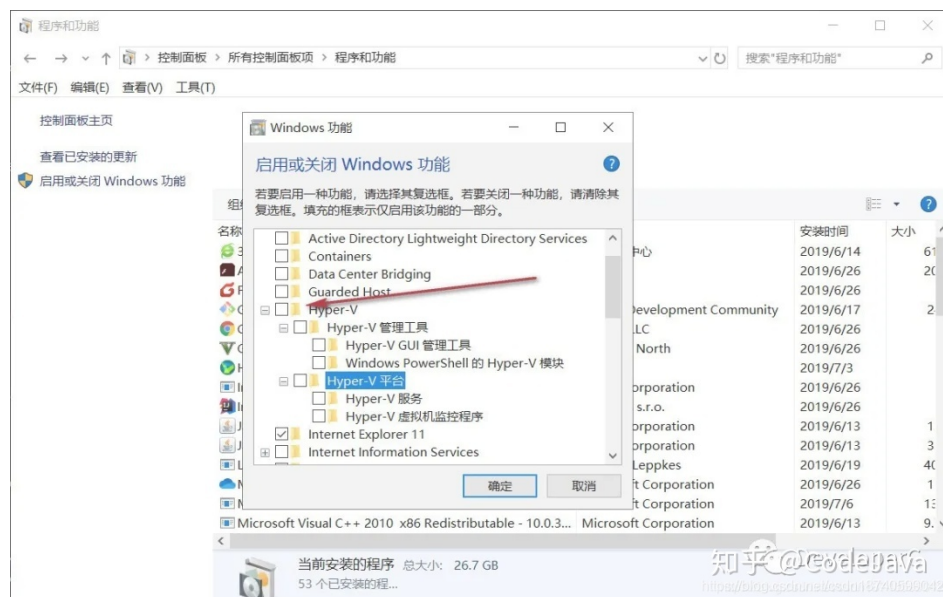 程序和功能
控制面板 > 所有控制面板项 > 程序和功能
搜索"程序和功能"
文件(F) 编辑(E) 查看(V) 工具(T)
控制面板主页
查看已安装的更新
启用或关闭 Windows 功能
Windows 功能
启用或关闭 Windows 功能
若要启用一种功能，请选择其复选框。若要关闭一种功能，请清除其
复选框。填充的框表示仅启用该功能的一部分。
Active Directory Lightweight Directory Services
Containers
Data Center Bridging
Guarded Host
Hyper-V
Hyper-V 管理工具
Hyper-V GUI 管理工具
Windows PowerShell 的 Hyper-V 模块
Hyper-V 平台
Hyper-V 服务
Hyper-V 虚拟机监控程序
Internet Explorer 11
Internet Information Services
确定 取消
组
名称 安装时间 大小
中心 2019/6/14 61
2019/6/26 20
2019/6/26
Development Community 2019/6/17 2
LLC 2019/6/26
North 2019/6/26
2019/7/3
orporation 2019/6/26
s.r.o. 2019/6/26
orporation 2019/6/13 1
orporation 2019/6/13 3
Leppkes 2019/6/19 40
ft Corporation 2019/6/26 1
ft Corporation 2019/7/6
Microsoft Visual C++ 2010 x86 Redistributable - 10.0.3... Microsoft Corporation 2019/6/13 9.
当前安装的程序 总大小: 26.7 GB
53 个已安装的程...
知乎